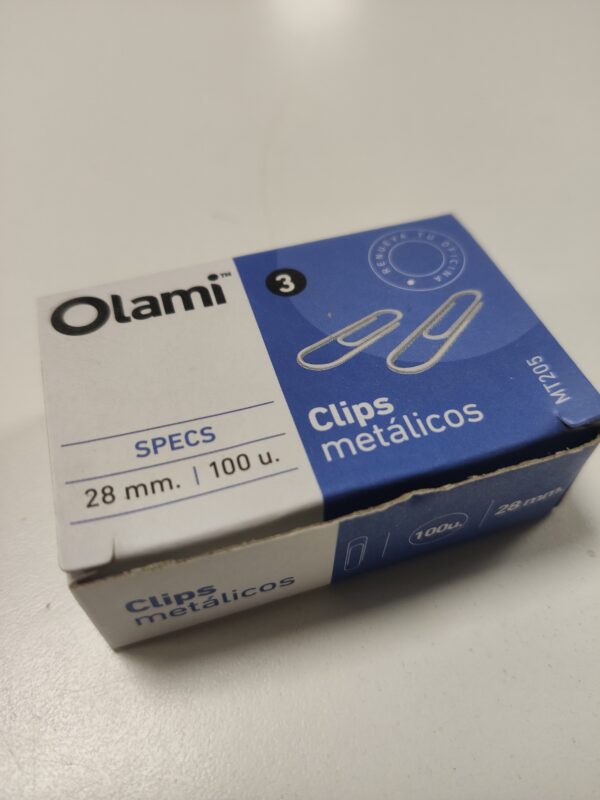 Olami™
3
RENUEVA TU OFICINA
Clips
metálicos
MT205
SPECS
28 mm. | 100 u.
Clips
metálicos
100u. | 28 mm.